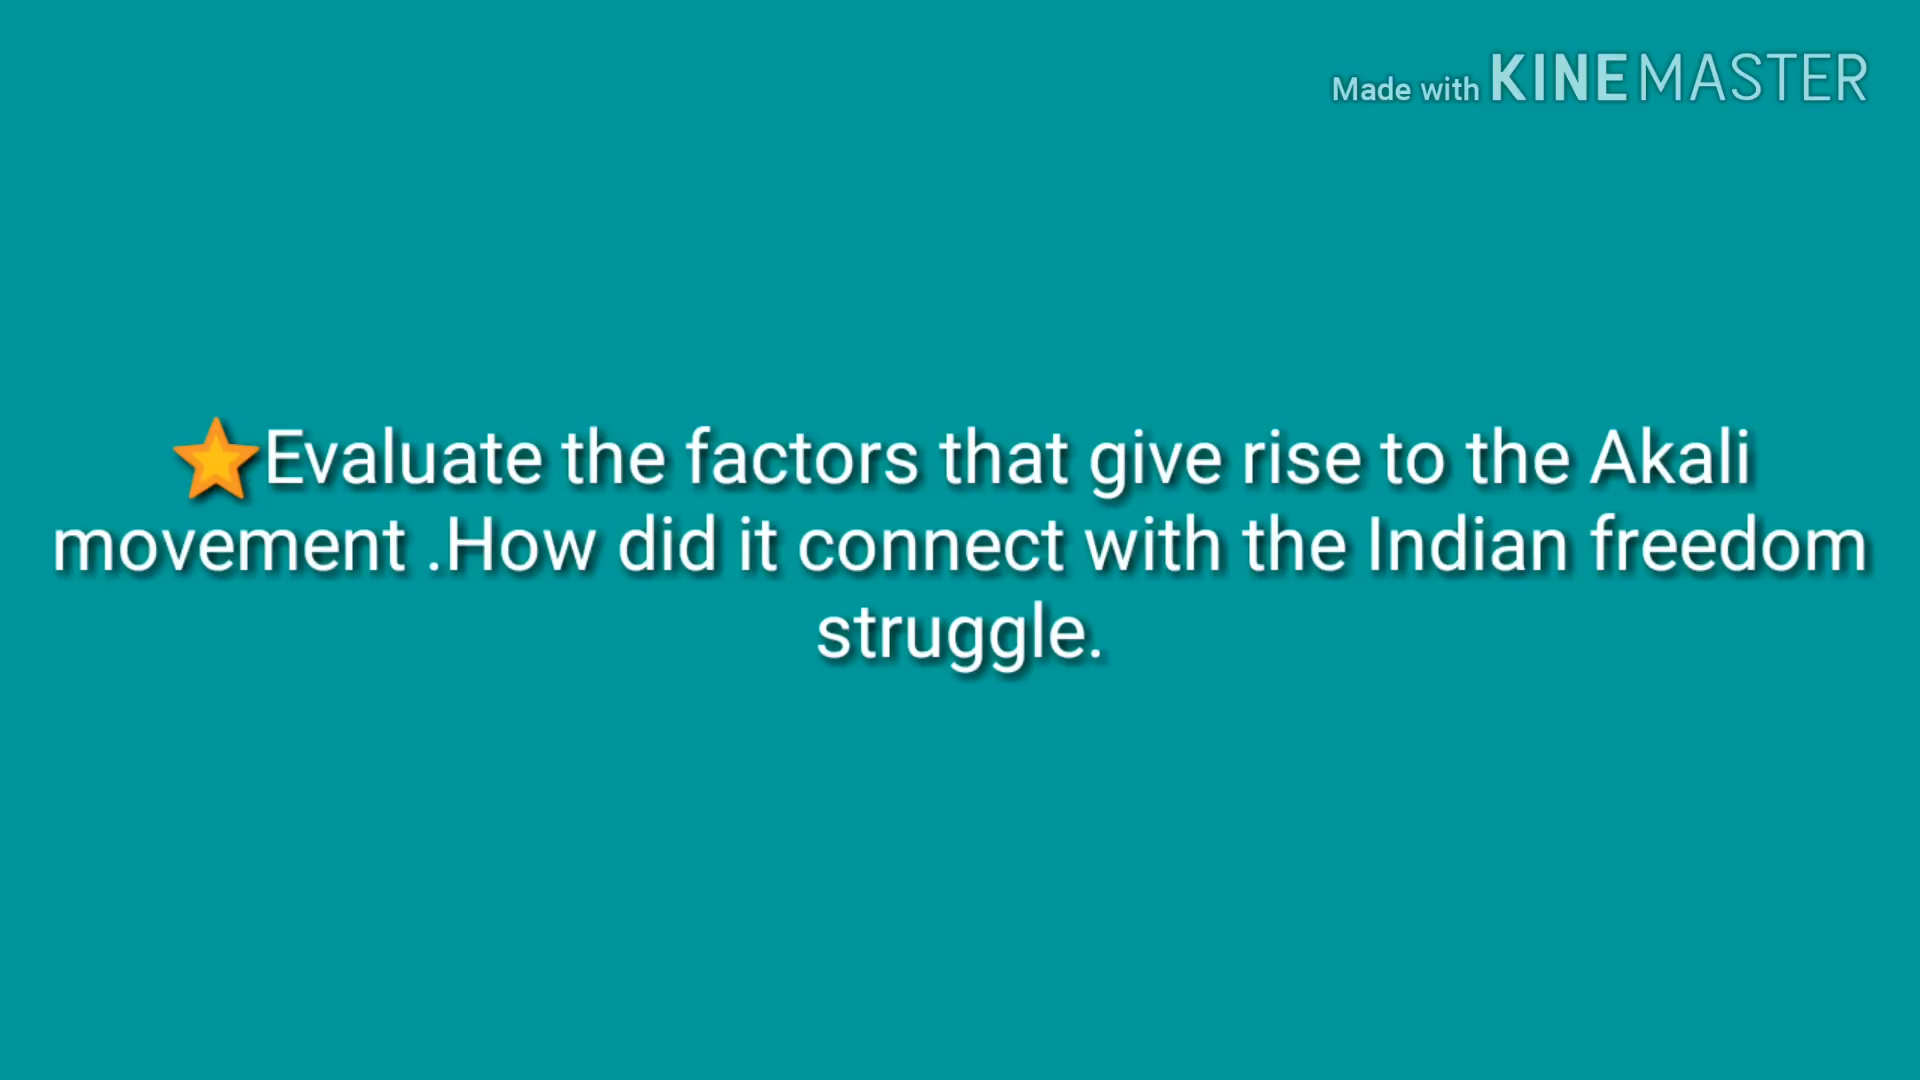 Made with KINEMASTER
⭐Evaluate the factors that give rise to the Akali
movement .How did it connect with the Indian freedom
struggle.